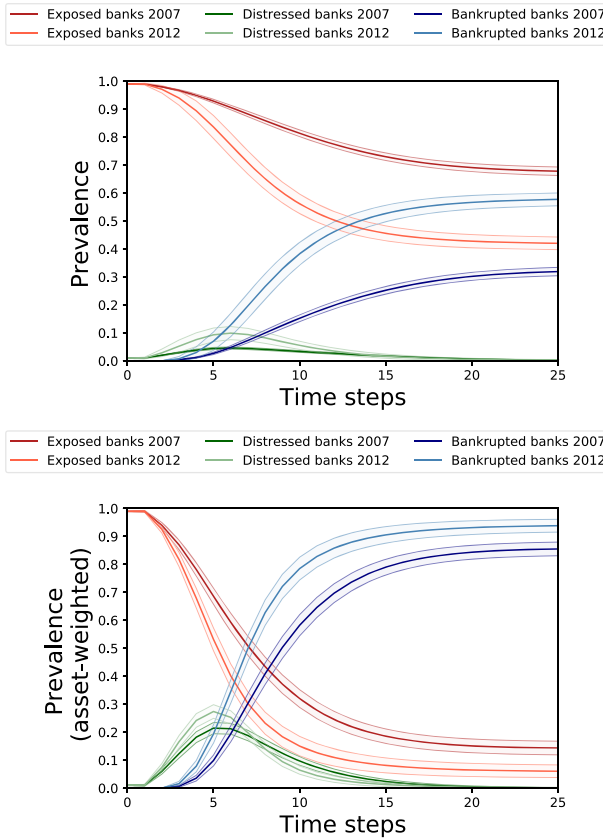 Exposed banks 2007 Distressed banks 2007 Bankrupted banks 2007
Exposed banks 2012 Distressed banks 2012 Bankrupted banks 2012
1.0
0.9
0.8
0.7
0.6
0.5
0.4
0.3
0.2
0.1
0.0
Prevalence
0 5 10 15 20 25
Time steps
Exposed banks 2007 Distressed banks 2007 Bankrupted banks 2007
Exposed banks 2012 Distressed banks 2012 Bankrupted banks 2012
1.0
0.9
0.8
0.7
0.6
0.5
0.4
0.3
0.2
0.1
0.0
Prevalence
(asset-weighted)
0 5 10 15 20 25
Time steps